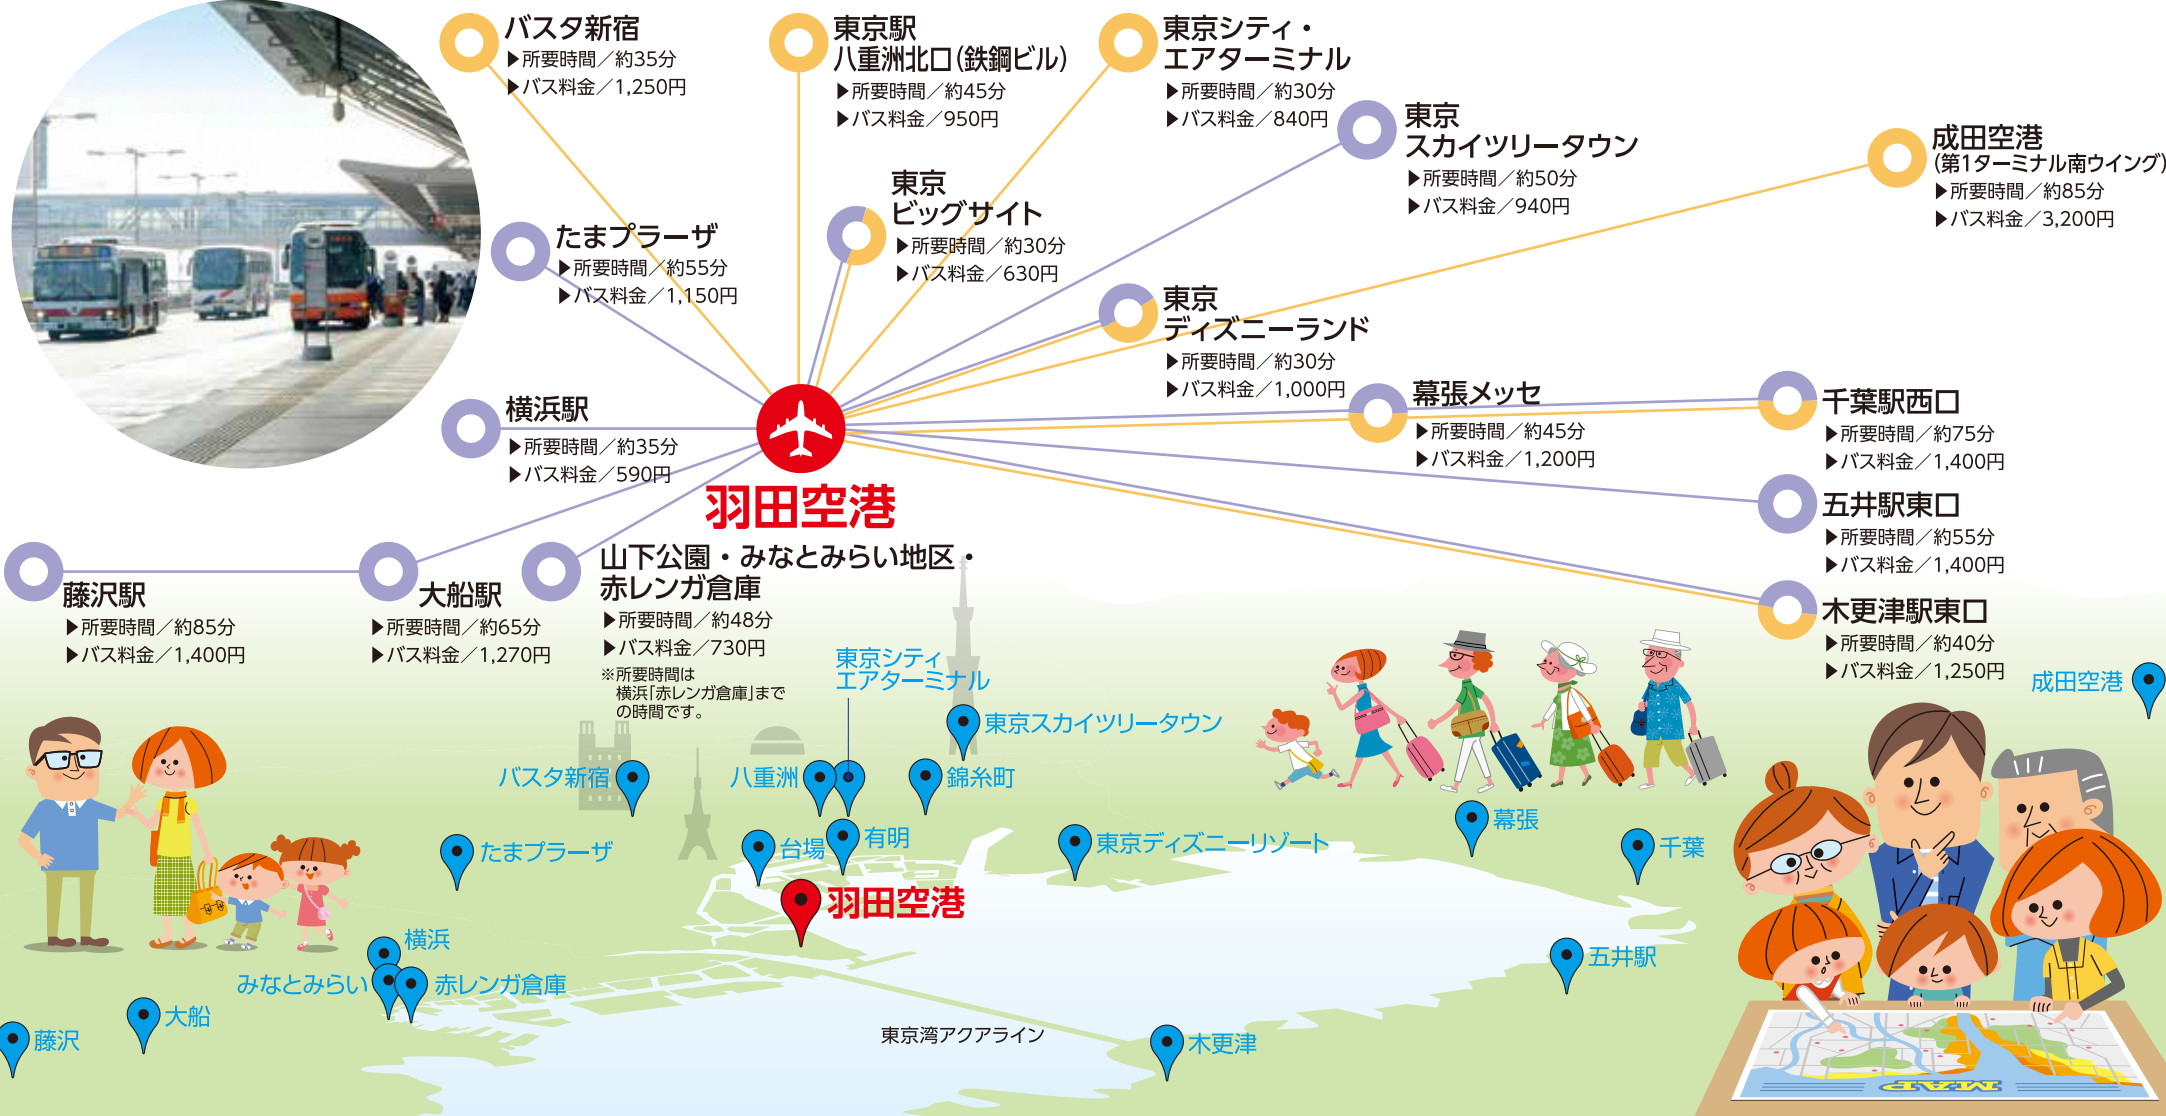 バスタ新宿
▶所要時間／約35分
▶バス料金／1,250円
東京駅
八重洲北口(鉄鋼ビル)
▶所要時間／約45分
▶バス料金／950円
東京シティ・
エアターミナル
▶所要時間／約30分
▶バス料金／840円
東京
スカイツリータウン
▶所要時間／約50分
▶バス料金／940円
成田空港
(第1ターミナル南ウイング)
▶所要時間／約85分
▶バス料金／3,200円
たまプラーザ
▶所要時間／約55分
▶バス料金／1,150円
東京
ビッグサイト
▶所要時間／約30分
▶バス料金／630円
東京
ディズニーランド
▶所要時間／約30分
▶バス料金／1,000円
幕張メッセ
▶所要時間／約45分
▶バス料金／1,200円
千葉駅西口
▶所要時間／約75分
▶バス料金／1,400円
横浜駅
▶所要時間／約35分
▶バス料金／590円
羽田空港
五井駅東口
▶所要時間／約55分
▶バス料金／1,400円
藤沢駅
▶所要時間／約85分
▶バス料金／1,400円
大船駅
▶所要時間／約65分
▶バス料金／1,270円
山下公園・みなとみらい地区・
赤レンガ倉庫
▶所要時間／約48分
▶バス料金／730円
※所要時間は
横浜「赤レンガ倉庫」まで
の時間です。
木更津駅東口
▶所要時間／約40分
▶バス料金／1,250円
東京シティ
エアターミナル
成田空港
東京スカイツリータウン
バスタ新宿
八重洲
錦糸町
幕張
たまプラーザ
台場
有明
東京ディズニーリゾート
千葉
羽田空港
横浜
みなとみらい
赤レンガ倉庫
五井駅
大船
藤沢
東京湾アクアライン
木更津
MAP